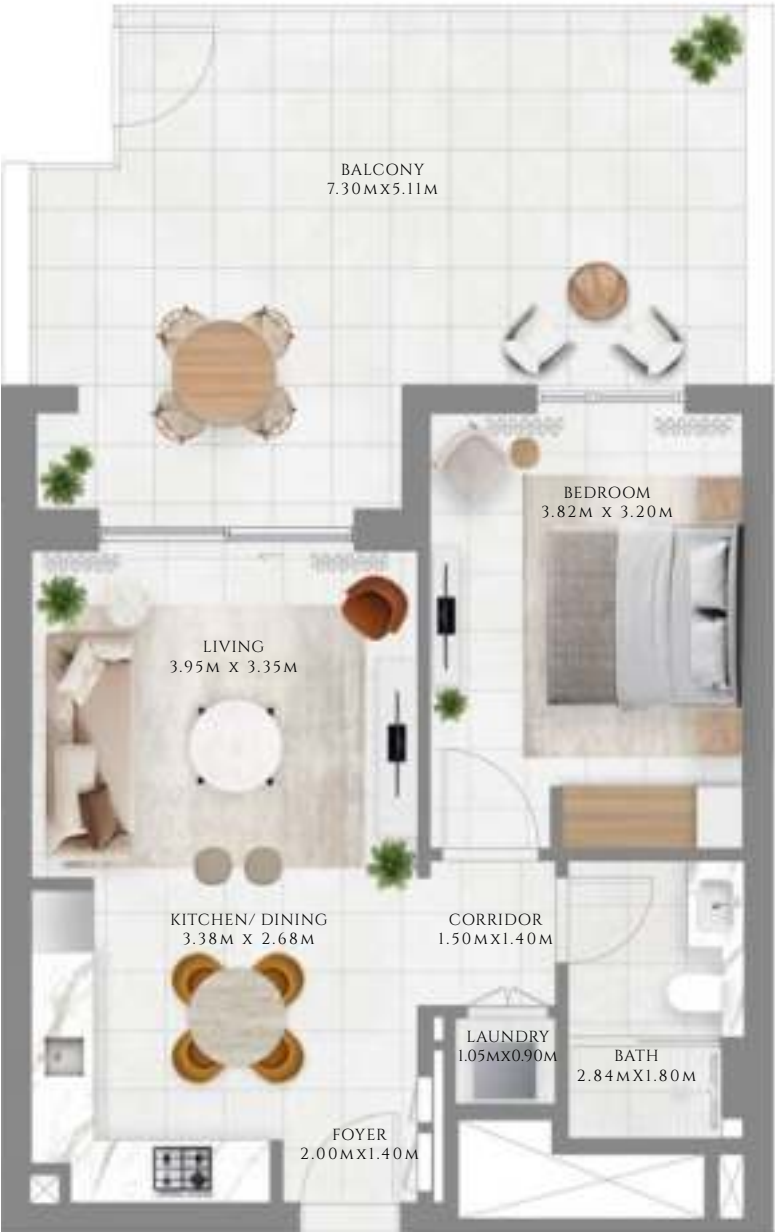 BALCONY
7.30MX5.11M
BEDROOM
3.82M X 3.20M
LIVING
3.95M X 3.35M
KITCHEN/ DINING
3.38M X 2.68M
CORRIDOR
1.50MX1.40M
LAUNDRY
1.05MX0.90M
BATH
2.84MX1.80M
FOYER
2.00MX1.40M